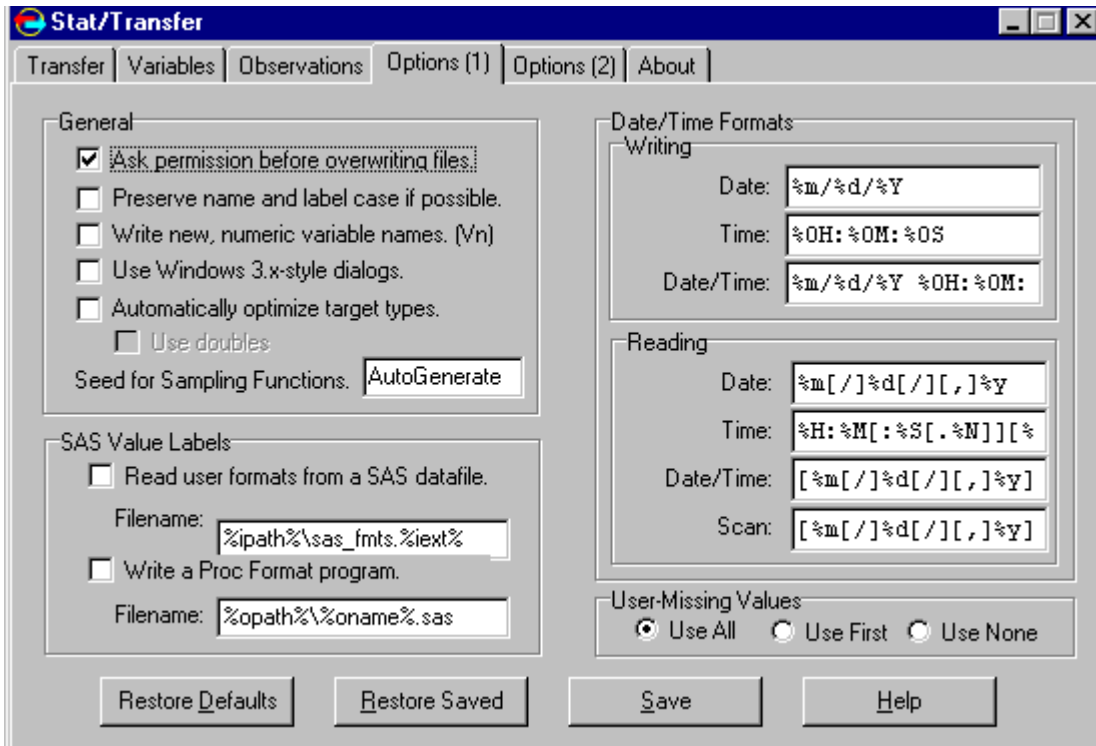 Stat/Transfer
Transfer Variables Observations Options (1) Options (2) About
General
Ask permission before overwriting files.
Preserve name and label case if possible.
Write new, numeric variable names. (Vn)
Use Windows 3.x-style dialogs.
Automatically optimize target types.
Use doubles
Seed for Sampling Functions. AutoGenerate
SAS Value Labels
Read user formats from a SAS datafile.
Filename: %ipath%\sas_fmts.%iext%
Write a Proc Format program.
Filename: %opath%\%oname%.sas
Date/Time Formats
Writing
Date: %m/%d/%Y
Time: %0H:%0M:%0S
Date/Time: %m/%d/%Y %0H:%0M:
Reading
Date: %m[/]%d[/][,]%y
Time: %H:%M[:%S[.%N]][%
Date/Time: [%m[/]%d[/][,]%y]
Scan: [%m[/]%d[/][,]%y]
User-Missing Values
Use All Use First Use None
Restore Defaults Restore Saved Save Help